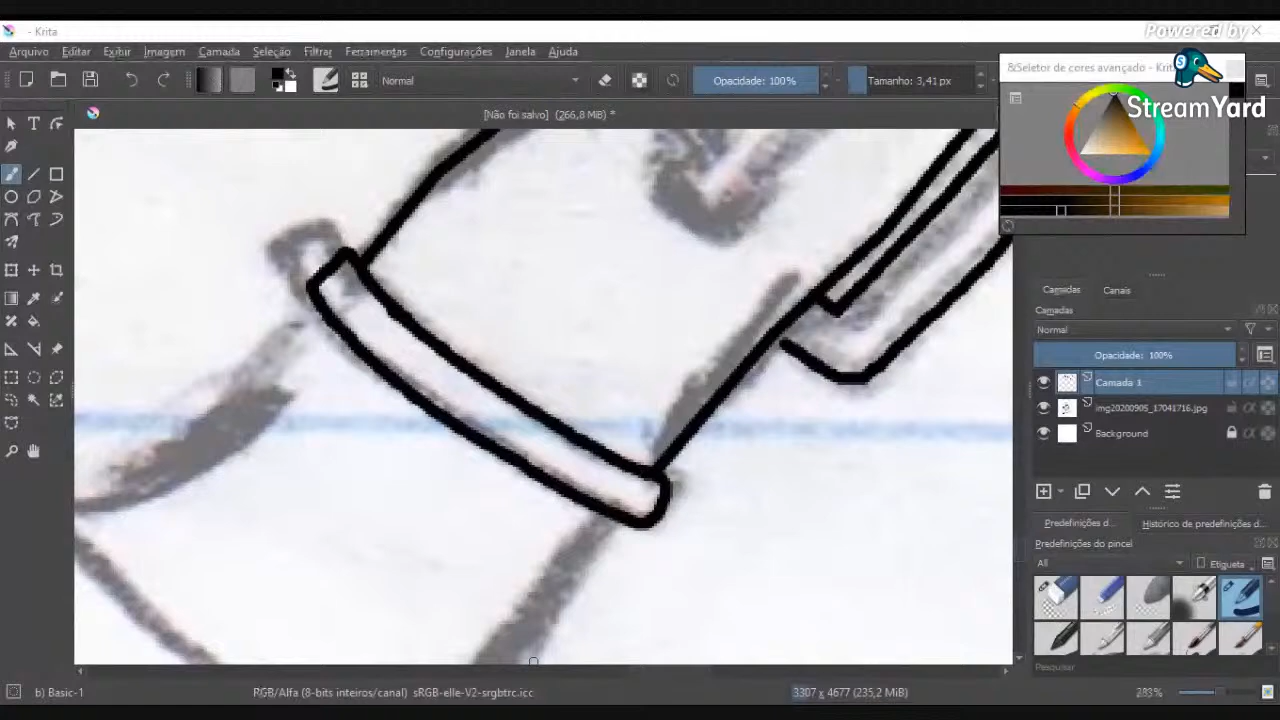 Powered by
- Krita
Arquivo Editar Exibir Imagem Camada Seleção Filtrar Ferramentas Configurações Janela Ajuda
&Seletor de cores avançado - Krita
StreamYard
Normal
Opacidade: 100%
Tamanho: 3,41 px
[Não foi salvo] (266,8 MiB) *
Camadas Canais
Camadas
Normal
Opacidade: 100%
Camada 1
img20200905_17041716.jpg
Background
Predefinições d... Histórico de predefinições d...
Predefinições do pincel
All
Etiqueta
Pesquisar
b) Basic-1
RGB/Alfa (8-bits inteiros/canal) sRGB-elle-V2-srgbtrc.icc
3307 x 4677 (235,2 MiB)
283%